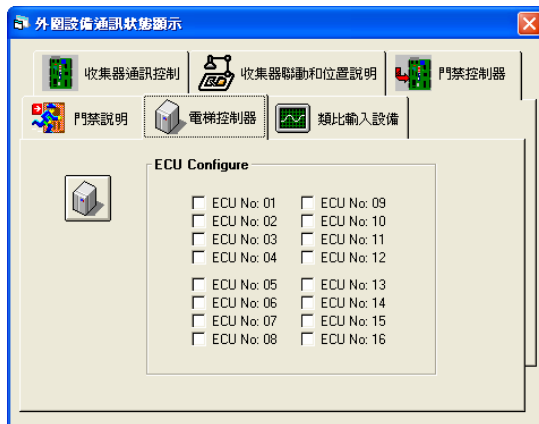 外圍設備通訊狀態顯示
收集器通訊控制 收集器聯動和位置說明 門禁控制器
門禁說明 電梯控制器 類比輸入設備
ECU Configure
ECU No: 01 ECU No: 09
ECU No: 02 ECU No: 10
ECU No: 03 ECU No: 11
ECU No: 04 ECU No: 12
ECU No: 05 ECU No: 13
ECU No: 06 ECU No: 14
ECU No: 07 ECU No: 15
ECU No: 08 ECU No: 16